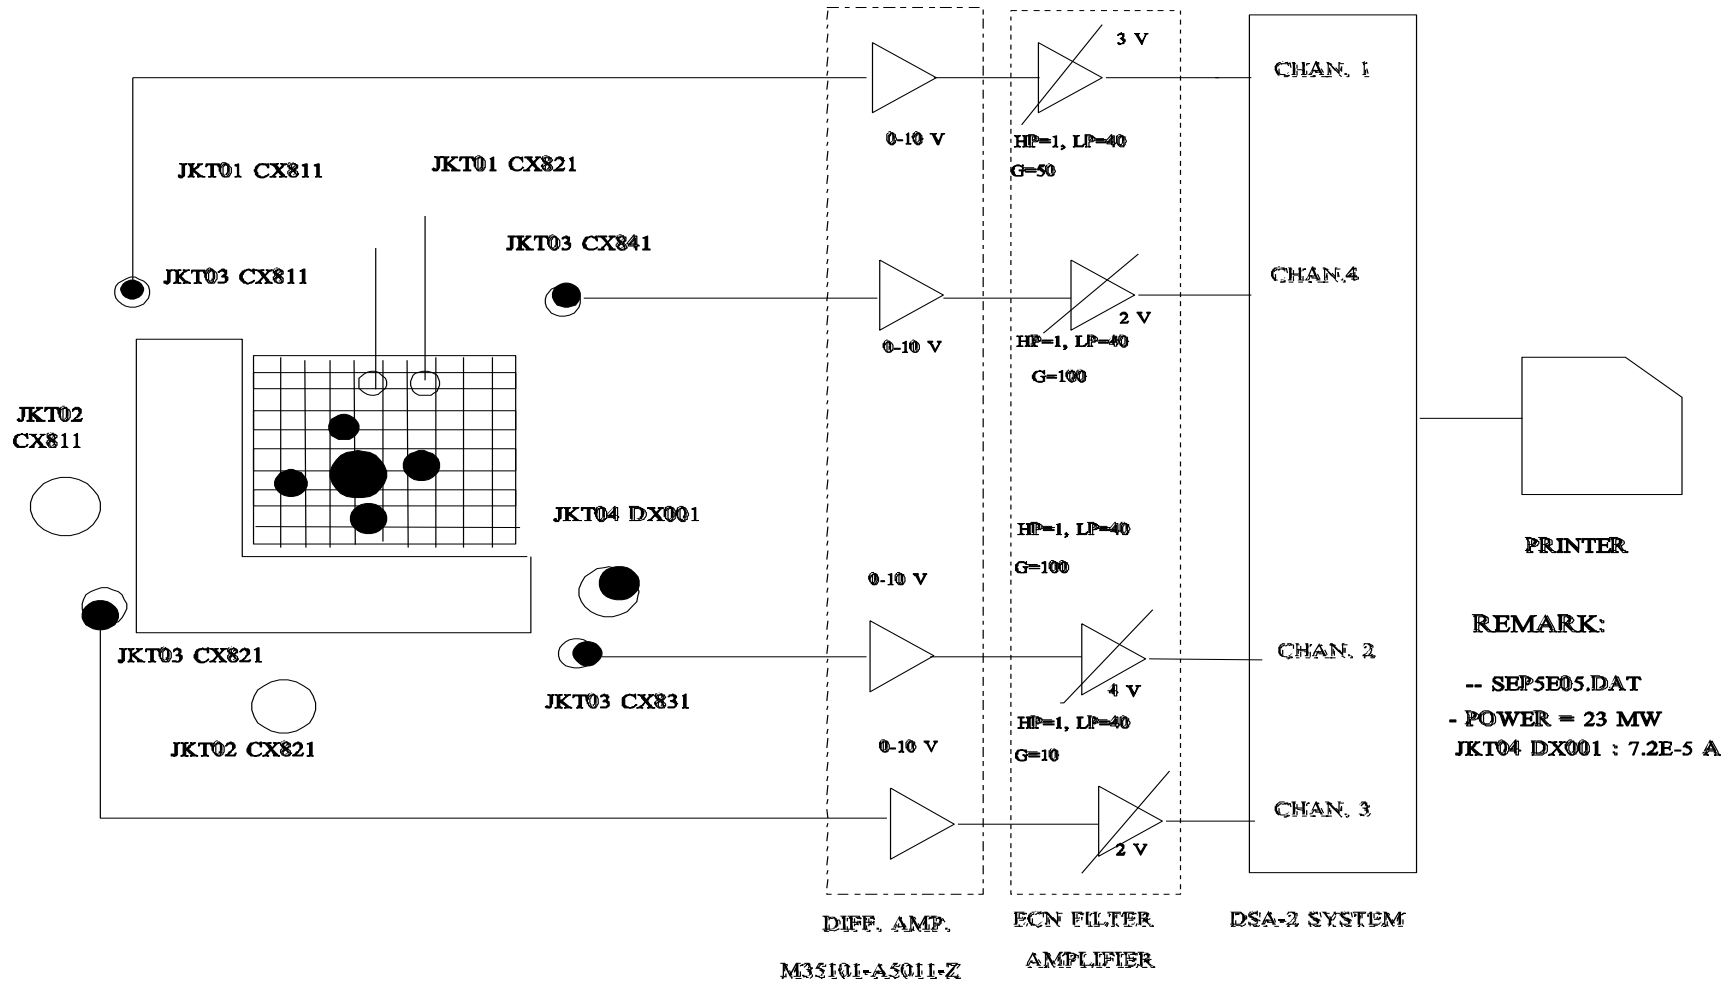 3 V
CHAN. 1
0-10 V
HP=1, LP=40
G=50
JKT01 CX811
JKT01 CX821
JKT03 CX841
JKT03 CX811
CHAN.4
2 V
0-10 V
HP=1, LP=40
G=100
JKT02
CX811
JKT04 DX001
HP=1, LP=40
G=100
0-10 V
PRINTER
REMARK:
JKT03 CX821
CHAN. 2
-- SEP5E05.DAT
4 V
JKT03 CX831
- POWER = 23 MW
HP=1, LP=40
JKT02 CX821
0-10 V
G=10
JKT04 DX001 : 7.2E-5 A
CHAN. 3
2 V
DIFF. AMP.
M35101-A5011-Z
ECN FILTER
AMPLIFIER
DSA-2 SYSTEM